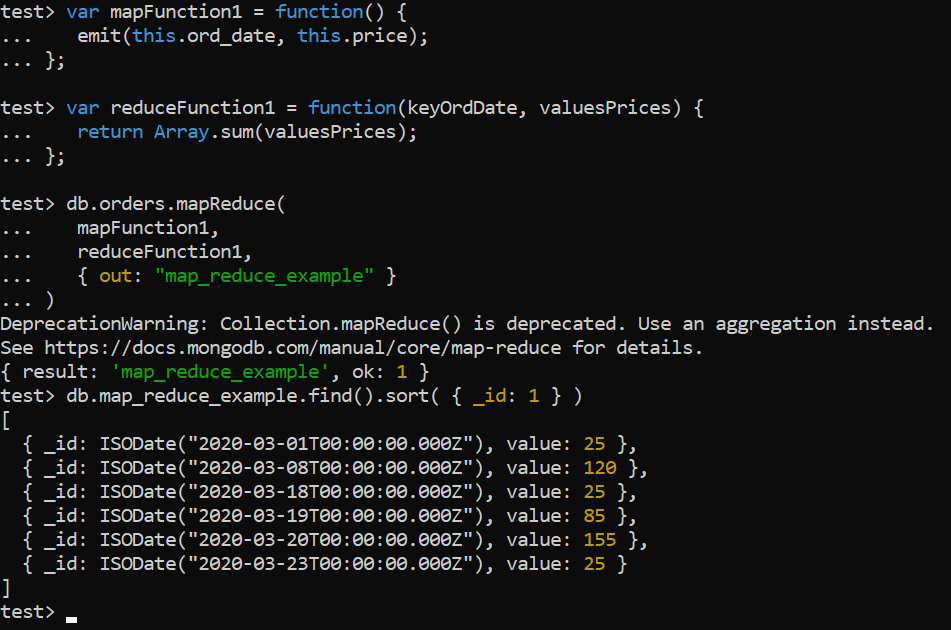 test> var mapFunction1 = function() {
...    emit(this.ord_date, this.price);
... };
test> var reduceFunction1 = function(keyOrdDate, valuesPrices) {
...    return Array.sum(valuesPrices);
... };
test> db.orders.mapReduce(
...    mapFunction1,
...    reduceFunction1,
...    { out: "map_reduce_example" }
... )
DeprecationWarning: Collection.mapReduce() is deprecated. Use an aggregation instead.
See https://docs.mongodb.com/manual/core/map-reduce for details.
{ result: 'map_reduce_example', ok: 1 }
test> db.map_reduce_example.find().sort( { _id: 1 } )
[
  { _id: ISODate("2020-03-01T00:00:00.000Z"), value: 25 },
  { _id: ISODate("2020-03-08T00:00:00.000Z"), value: 120 },
  { _id: ISODate("2020-03-18T00:00:00.000Z"), value: 25 },
  { _id: ISODate("2020-03-19T00:00:00.000Z"), value: 85 },
  { _id: ISODate("2020-03-20T00:00:00.000Z"), value: 155 },
  { _id: ISODate("2020-03-23T00:00:00.000Z"), value: 25 }
]
test>